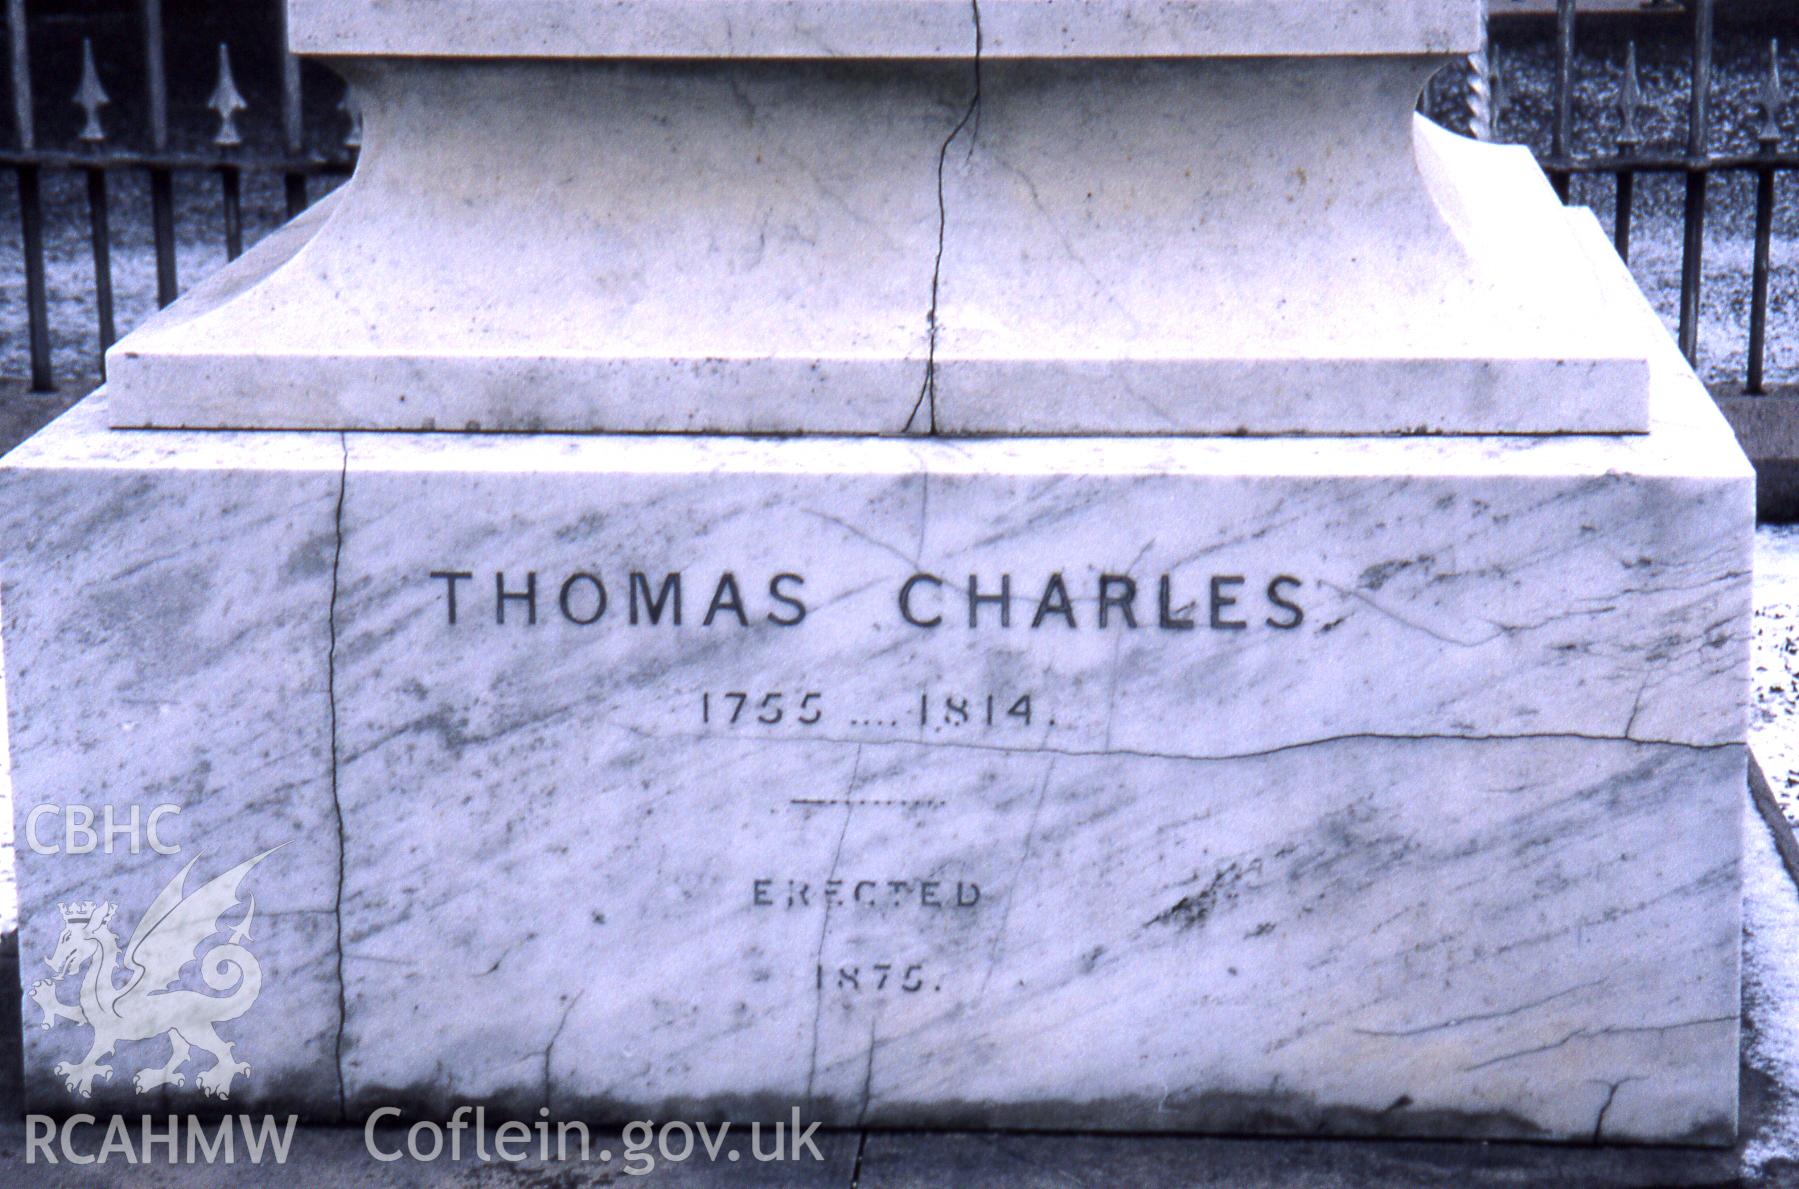 THOMAS CHARLES
1755 .... 1814.
ERECTED
1875.
CBHC
RCAHMW
Coflein.gov.uk